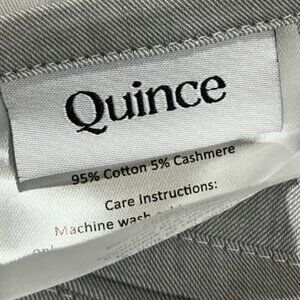 Quince
95% Cotton 5% Cashmere
Care Instructions:
Machine wash